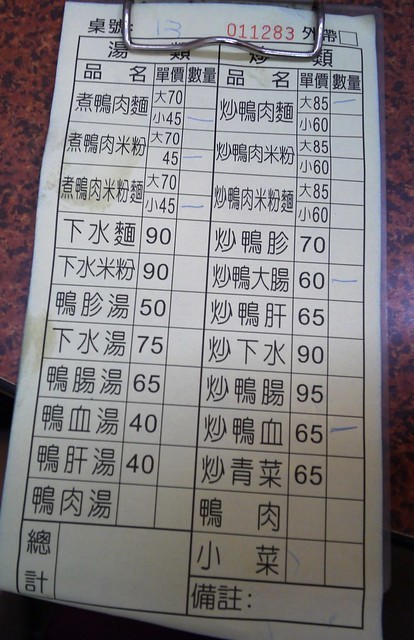 桌號 13 011283 外帶□
湯類 炒類
品名 單價 數量 品名 單價 數量
煮鴨肉麵 大70 炒鴨肉麵 大85 一
小45 一 小60
煮鴨肉米粉 大70 炒鴨肉米粉 大85
45 一 小60
煮鴨肉米粉麵 大70 炒鴨肉米粉麵 大85
小45 一 小60
下水麵 90 炒鴨胗 70
下水米粉 90 炒鴨大腸 60 一
鴨胗湯 50 炒鴨肝 65
下水湯 75 炒下水 90
鴨腸湯 65 炒鴨腸 95
鴨血湯 40 炒鴨血 65 一
鴨肝湯 40 炒青菜 65
鴨肉湯 鴨肉
總計 小菜
備註：